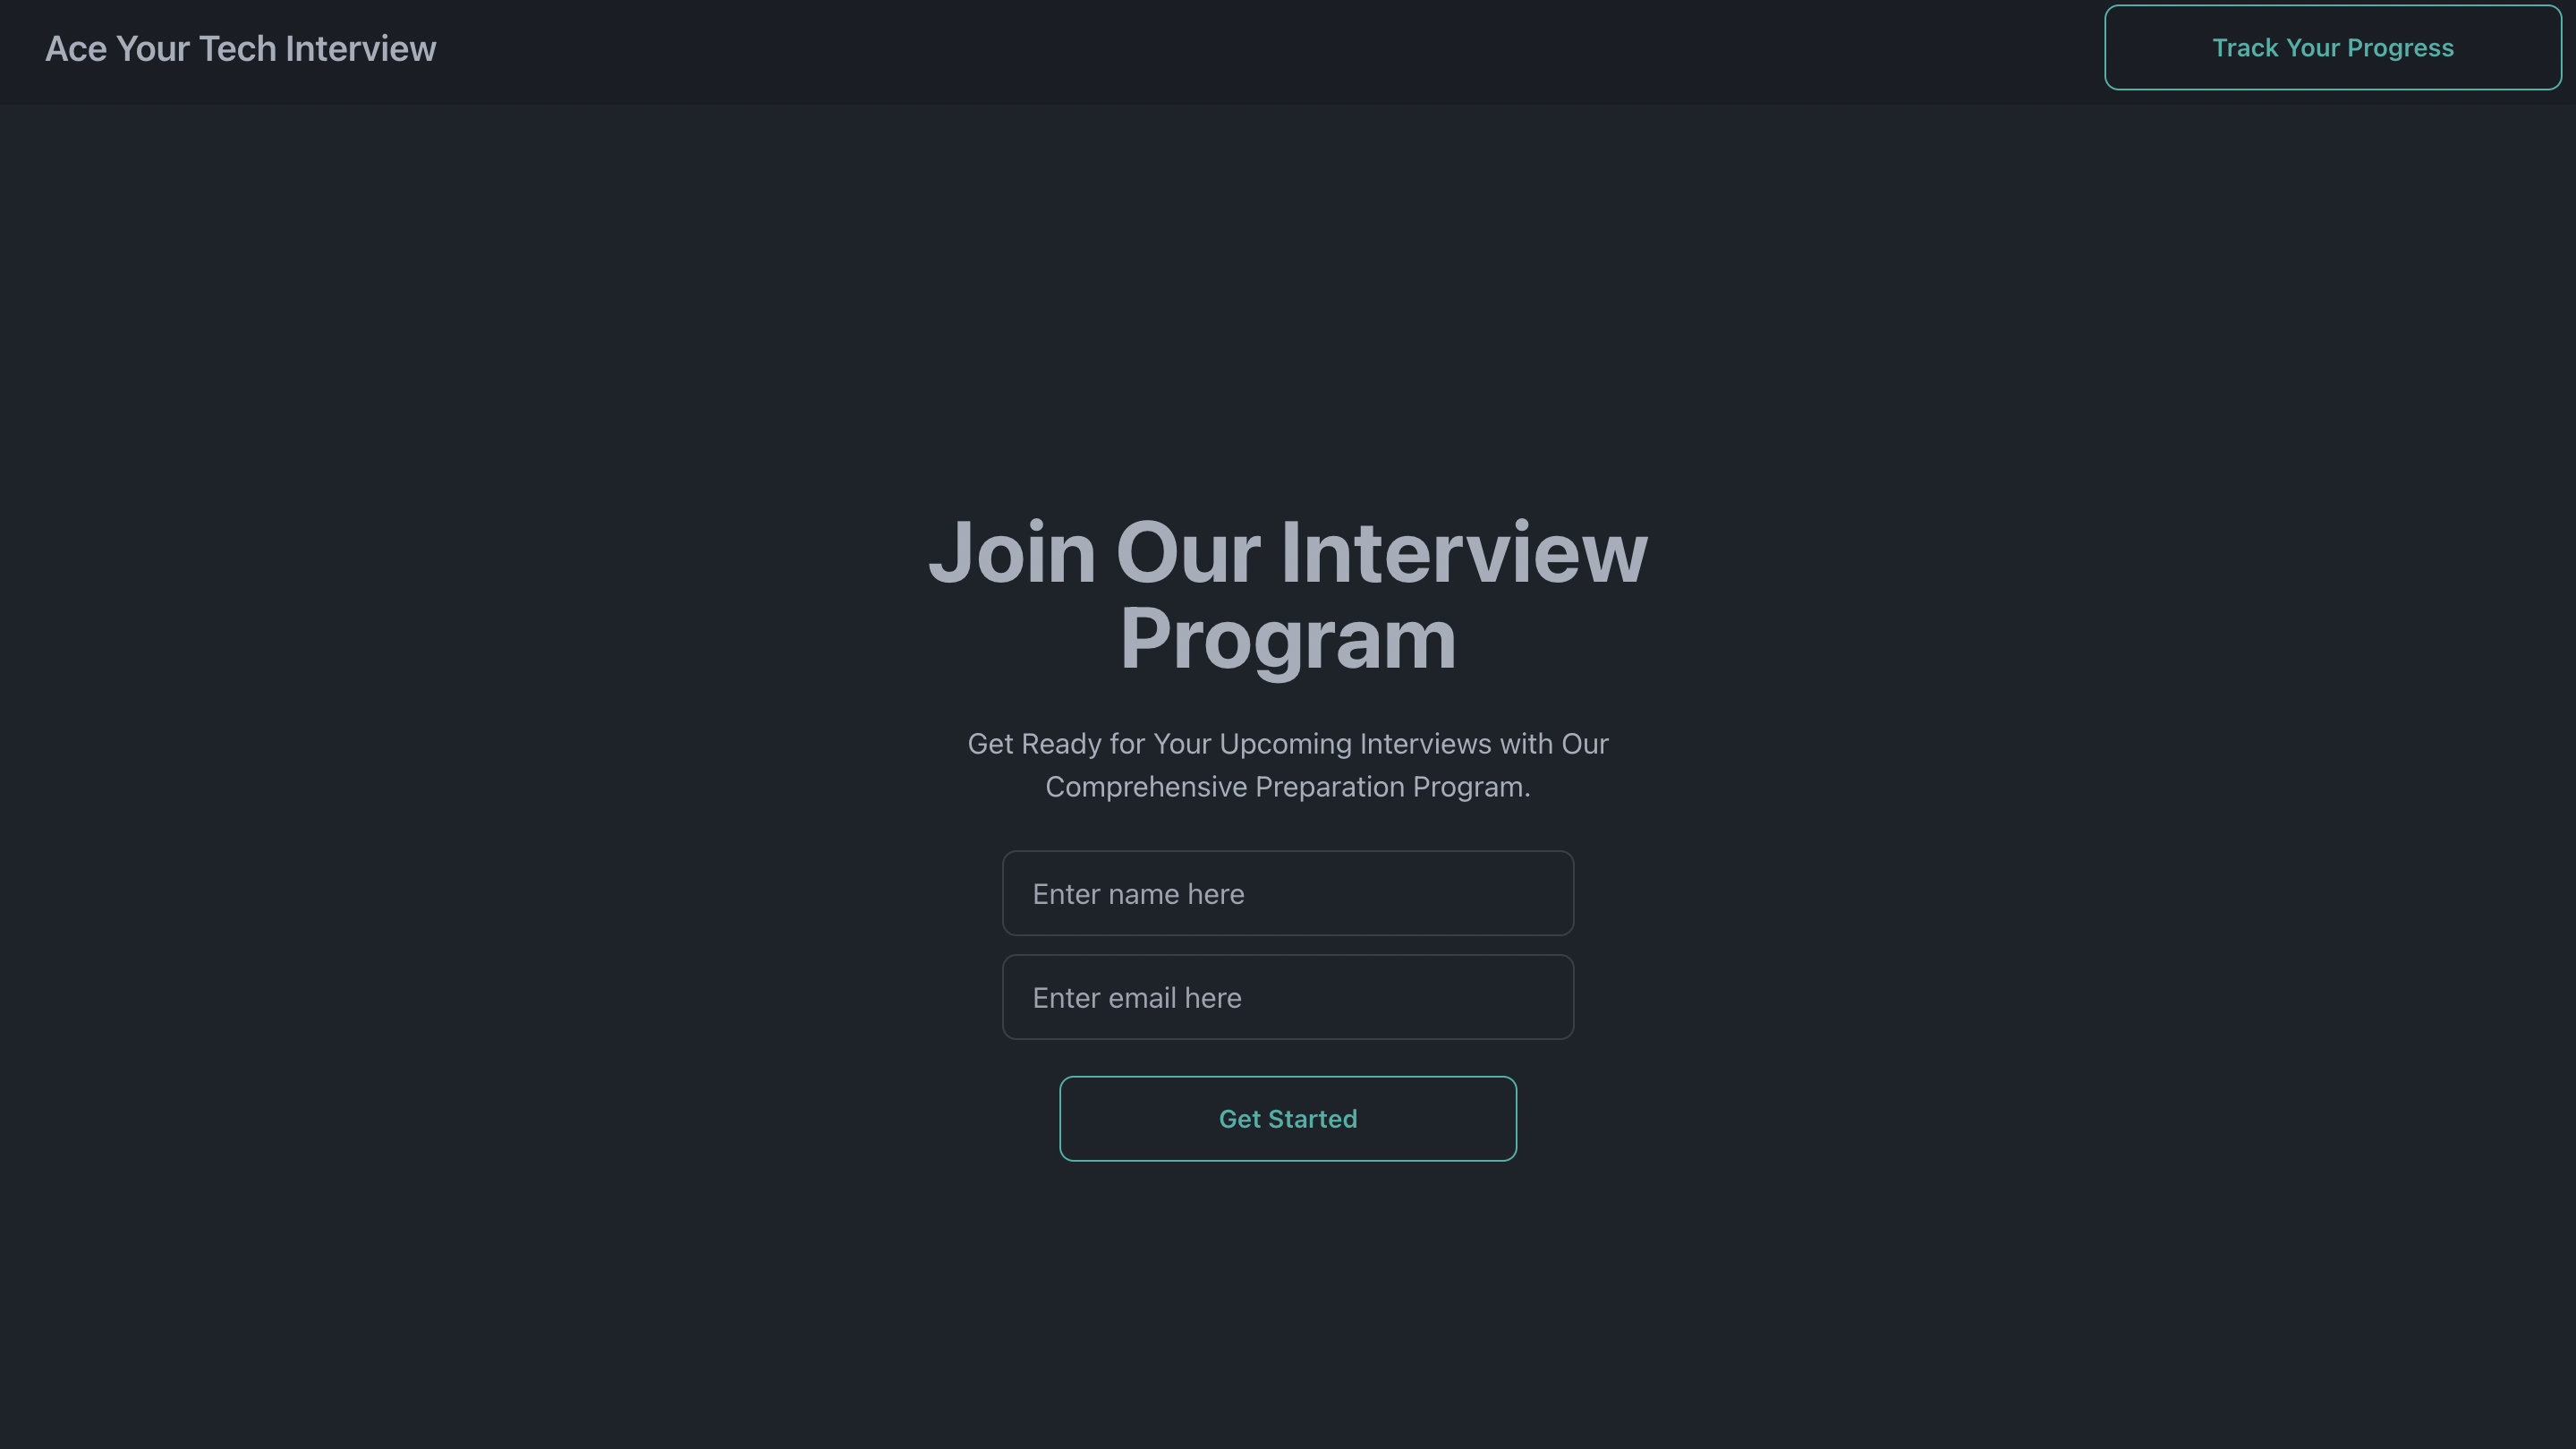 Ace Your Tech Interview
Track Your Progress
Join Our Interview
Program
Get Ready for Your Upcoming Interviews with Our
Comprehensive Preparation Program.
Enter name here
Enter email here
Get Started